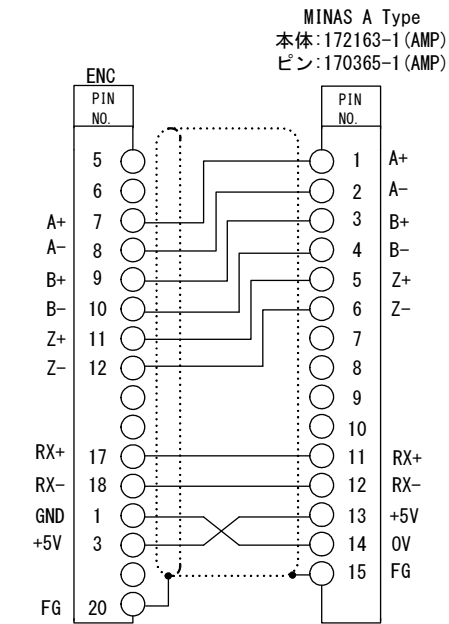 MINAS A Type
本体:172163-1(AMP)
ピン:170365-1(AMP)
ENC
PIN
NO.
PIN
NO.
5
1
A+
6
2
A-
A+
7
3
B+
A-
8
4
B-
B+
9
5
Z+
B-
10
6
Z-
Z+
11
7
Z-
12
8
9
10
RX+
17
11
RX+
RX-
18
12
RX-
GND
1
13
+5V
+5V
3
14
0V
15
FG
FG
20